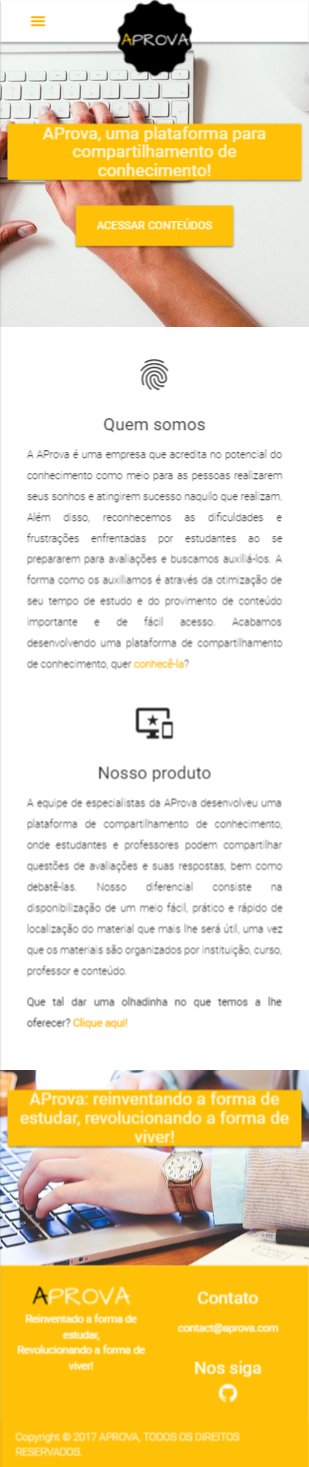 APROVA
AProva, uma plataforma para
compartilhamento de
conhecimento!
ACESSAR CONTEÚDOS
Quem somos
A AProva é uma empresa que acredita no potencial do
conhecimento como meio para as pessoas realizarem
seus sonhos e atingirem sucesso naquilo que realizam.
Além disso, reconhecemos as dificuldades e
frustrações enfrentadas por estudantes ao se
prepararem para avaliações e buscamos auxiliá-los. A
forma como os auxiliamos é através da otimização de
seu tempo de estudo e do provimento de conteúdo
importante e de fácil acesso. Acabamos
desenvolvendo uma plataforma de compartilhamento
de conhecimento, quer conhecê-la?
Nosso produto
A equipe de especialistas da AProva desenvolveu uma
plataforma de compartilhamento de conhecimento,
onde estudantes e professores podem compartilhar
questões de avaliações e suas respostas, bem como
debatê-las. Nosso diferencial consiste na
disponibilização de um meio fácil, prático e rápido de
localização do material que mais lhe será útil, uma vez
que os materiais são organizados por instituição, curso,
professor e conteúdo.
Que tal dar uma olhadinha no que temos a lhe
oferecer? Clique aqui!
AProva: reinventando a forma de
estudar, revolucionando a forma de
viver!
APROVA
Reinventado a forma de
estudar,
Revolucionando a forma de
viver!
Contato
contact@aprova.com
Nos siga
Copyright © 2017 APROVA, TODOS OS DIREITOS
RESERVADOS.